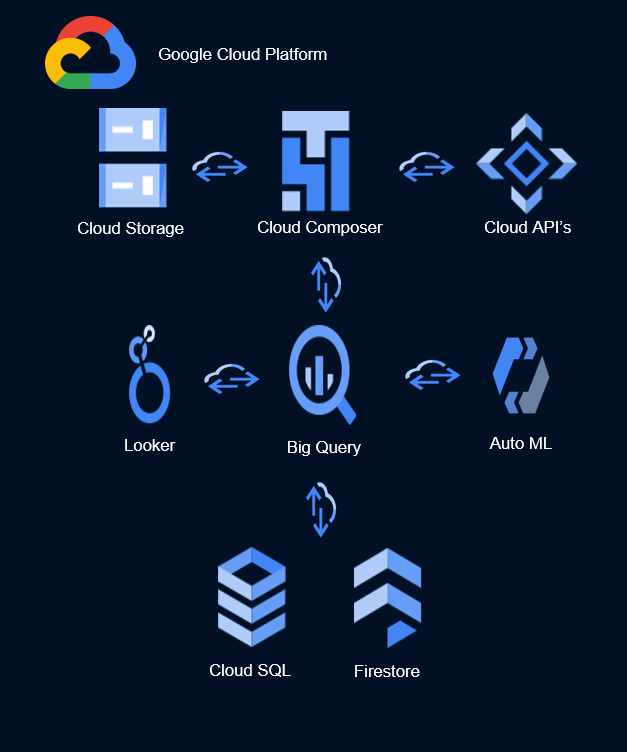 Google Cloud Platform
Cloud Storage
Cloud Composer
Cloud API's
Looker
Big Query
Auto ML
Cloud SQL
Firestore